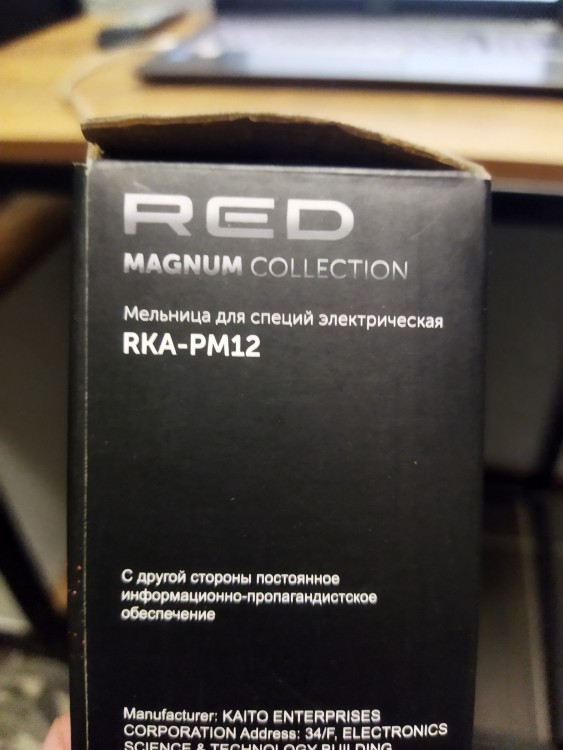 RED
MAGNUM COLLECTION
Мельница для специй электрическая
RKA-PM12
С другой стороны постоянное
информационно-пропагандистское
обеспечение
Manufacturer: KAITO ENTERPRISES
CORPORATION Address: 34/F, ELECTRONICS
SCIENCE & TECHNOLOGY BUILDING